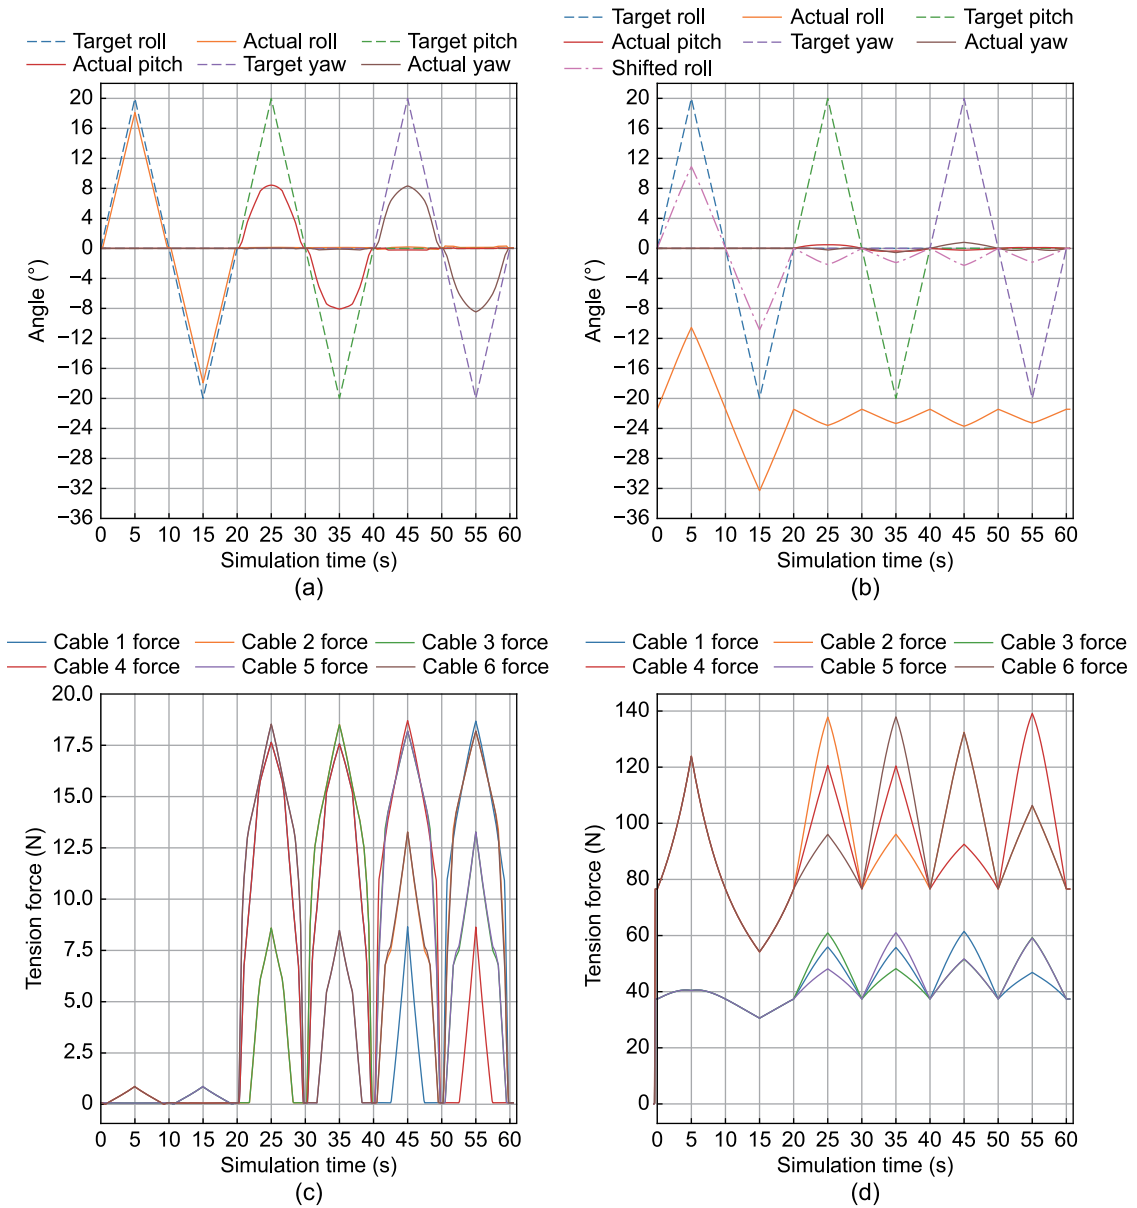 Target roll Actual roll Target pitch
Actual pitch Target yaw Actual yaw
20
16
12
8
4
0
−4
−8
−12
−16
−20
−24
−28
−32
−36
Angle (°)
0 5 10 15 20 25 30 35 40 45 50 55 60
Simulation time (s)
(a)
Target roll Actual roll Target pitch
Actual pitch Target yaw Actual yaw
Shifted roll
20
16
12
8
4
0
−4
−8
−12
−16
−20
−24
−28
−32
−36
Angle (°)
0 5 10 15 20 25 30 35 40 45 50 55 60
Simulation time (s)
(b)
Cable 1 force Cable 2 force Cable 3 force
Cable 4 force Cable 5 force Cable 6 force
20.0
17.5
15.0
12.5
10.0
7.5
5.0
2.5
0
Tension force (N)
0 5 10 15 20 25 30 35 40 45 50 55 60
Simulation time (s)
(c)
Cable 1 force Cable 2 force Cable 3 force
Cable 4 force Cable 5 force Cable 6 force
140
120
100
80
60
40
20
0
Tension force (N)
0 5 10 15 20 25 30 35 40 45 50 55 60
Simulation time (s)
(d)